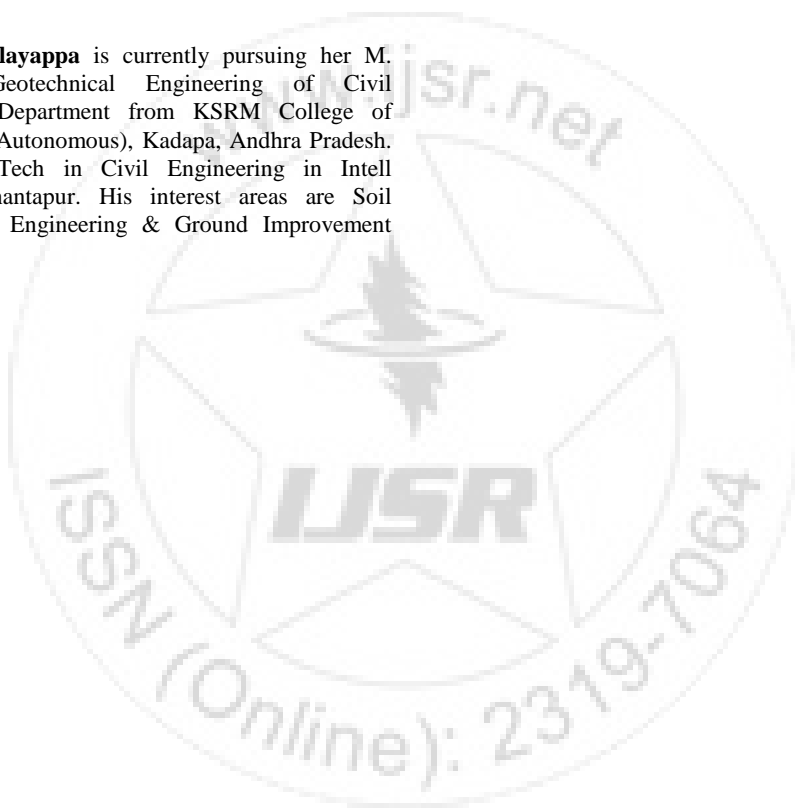 layappa is currently pursuing her M.
Geotechnical Engineering of Civil
Department from KSRM College of
Autonomous), Kadapa, Andhra Pradesh.
Tech in Civil Engineering in Intell
nantapur. His interest areas are Soil
Engineering & Ground Improvement
www.ijsr.net
IJSR
ISSN (Online): 2319-7064